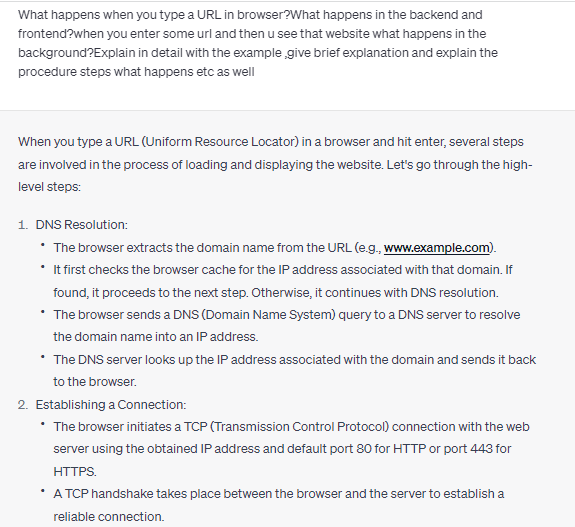 What happens when you type a URL in browser?What happens in the backend and
frontend?when you enter some url and then u see that website what happens in the
background?Explain in detail with the example ,give brief explanation and explain the
procedure steps what happens etc as well
When you type a URL (Uniform Resource Locator) in a browser and hit enter, several steps
are involved in the process of loading and displaying the website. Let's go through the high-
level steps:
1. DNS Resolution:
• The browser extracts the domain name from the URL (e.g., www.example.com).
• It first checks the browser cache for the IP address associated with that domain. If
found, it proceeds to the next step. Otherwise, it continues with DNS resolution.
• The browser sends a DNS (Domain Name System) query to a DNS server to resolve
the domain name into an IP address.
• The DNS server looks up the IP address associated with the domain and sends it back
to the browser.
2. Establishing a Connection:
• The browser initiates a TCP (Transmission Control Protocol) connection with the web
server using the obtained IP address and default port 80 for HTTP or port 443 for
HTTPS.
• A TCP handshake takes place between the browser and the server to establish a
reliable connection.